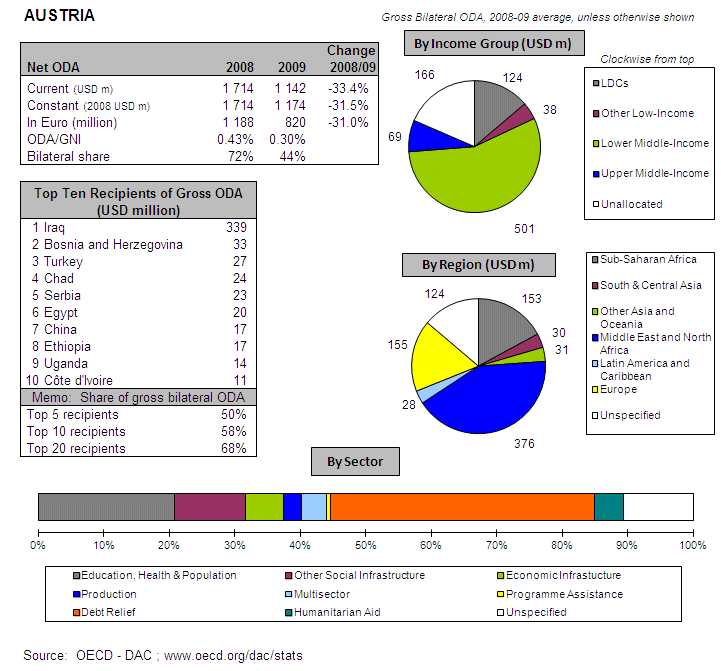 AUSTRIA
Gross Bilateral ODA, 2008-09 average, unless otherwise shown
Net ODA 2008 2009 Change 2008/09
Current (USD m) 1 714 1 142 -33.4%
Constant (2008 USD m) 1 714 1 174 -31.5%
In Euro (million) 1 188 820 -31.0%
ODA/GNI 0.43% 0.30%
Bilateral share 72% 44%
Top Ten Recipients of Gross ODA
(USD million)
1 Iraq 339
2 Bosnia and Herzegovina 33
3 Turkey 27
4 Chad 24
5 Serbia 23
6 Egypt 20
7 China 17
8 Ethiopia 17
9 Uganda 14
10 Côte d'Ivoire 11
Memo: Share of gross bilateral ODA
Top 5 recipients 50%
Top 10 recipients 58%
Top 20 recipients 68%
By Income Group (USD m)
Clockwise from top
166
124
38
69
501
LDCs
Other Low-Income
Lower Middle-Income
Upper Middle-Income
Unallocated
By Region (USD m)
124
153
30
31
155
28
376
Sub-Saharan Africa
South & Central Asia
Other Asia and
Oceania
Middle East and North
Africa
Latin America and
Caribbean
Europe
Unspecified
By Sector
0% 10% 20% 30% 40% 50% 60% 70% 80% 90% 100%
Education, Health & Population Other Social Infrastructure Economic Infrastucture
Production Multisector Programme Assistance
Debt Relief Humanitarian Aid Unspecified
Source: OECD - DAC ; www.oecd.org/dac/stats